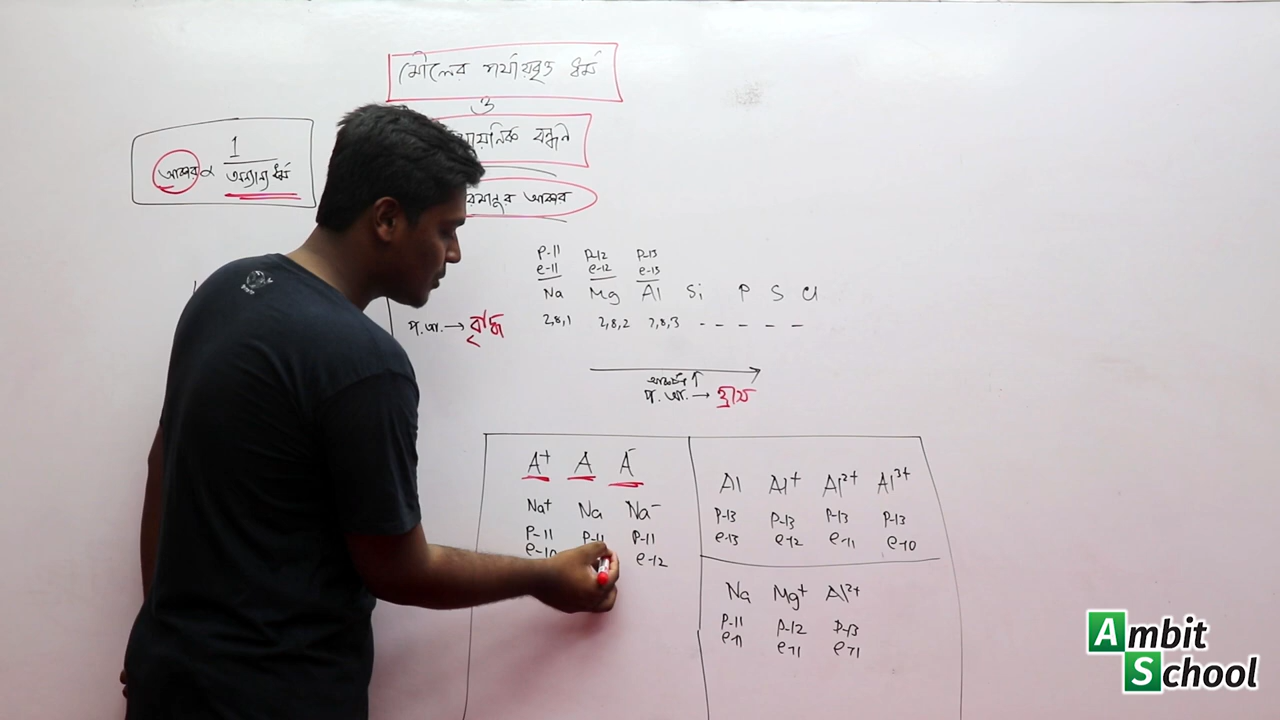 মৌলের পর্যায়বৃত্ত ধর্ম
ও
বন্ধন
আকার
আকার ∝ 1
অন্যান্য ধর্ম
P-11 P-12 P-13
e-11 e-12 e-13
Na Mg Al Si P S Cl
প. আ. → বৃদ্ধি 2,8,1 2,8,2 2,8,3 - - - - -
আকর্ষণ ↑
প. আ. → হ্রাস
A+ A A-
Na+ Na Na-
P-11 P-11 P-11
e-10 e-12
Al Al+ Al2+ Al3+
P-13 P-13 P-13 P-13
e-13 e-12 e-11 e-10
Na Mg+ Al2+
P-11 P-12 P-13
e-11 e-11 e-11
Ambit
School